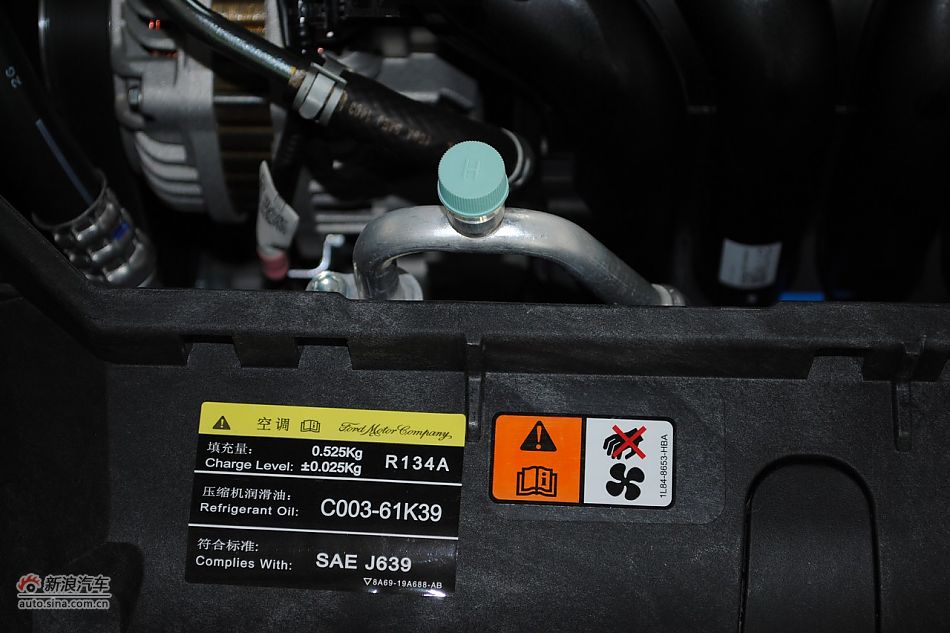 26
H
空调 Ford Motor Company
填充量: 0.525Kg
Charge Level: ±0.025Kg R134A
压缩机润滑油:
Refrigerant Oil: C003-61K39
符合标准:
Complies With: SAE J639
▽8A69-19A688-AB
1L84-8653-HBA
新浪汽车
auto.sina.com.cn